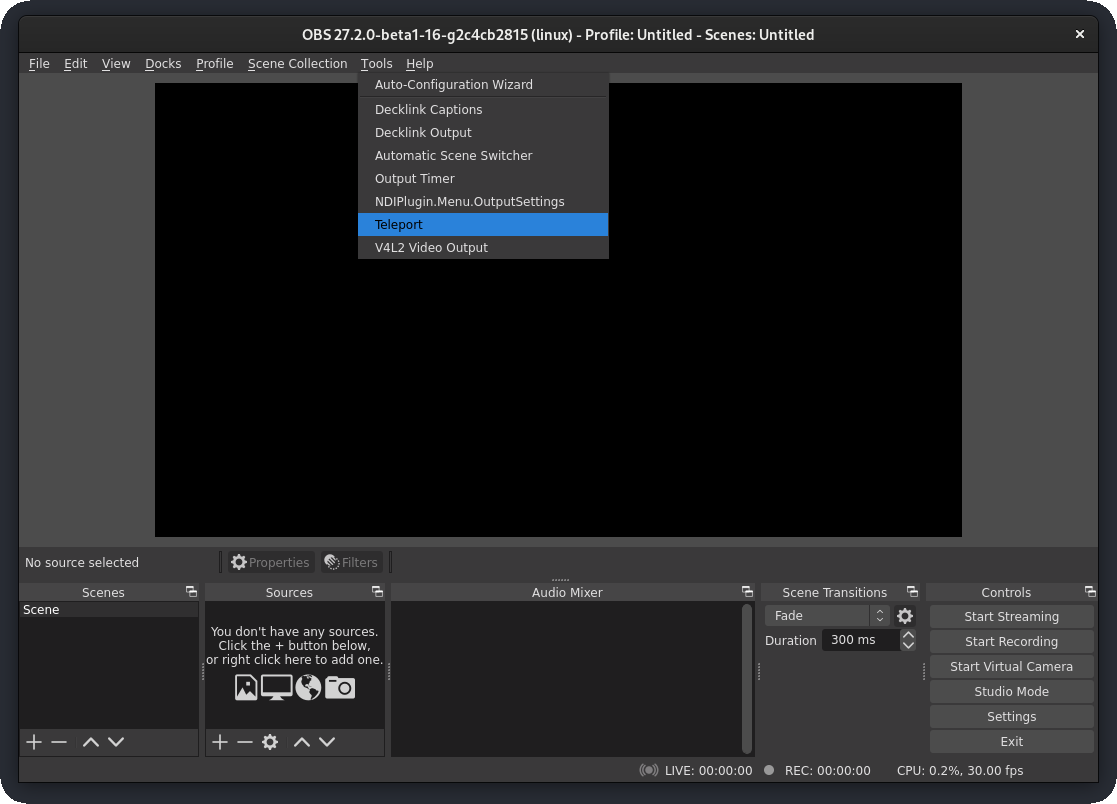 OBS 27.2.0-beta1-16-g2c4cb2815 (linux) - Profile: Untitled - Scenes: Untitled
File Edit View Docks Profile Scene Collection Tools Help
Auto-Configuration Wizard
Decklink Captions
Decklink Output
Automatic Scene Switcher
Output Timer
NDIPlugin.Menu.OutputSettings
Teleport
V4L2 Video Output
No source selected Properties Filters
Scenes
Scene
Sources
You don't have any sources.
Click the + button below,
or right click here to add one.
Audio Mixer
Scene Transitions
Fade
Duration 300 ms
Controls
Start Streaming
Start Recording
Start Virtual Camera
Studio Mode
Settings
Exit
LIVE: 00:00:00 REC: 00:00:00 CPU: 0.2%, 30.00 fps